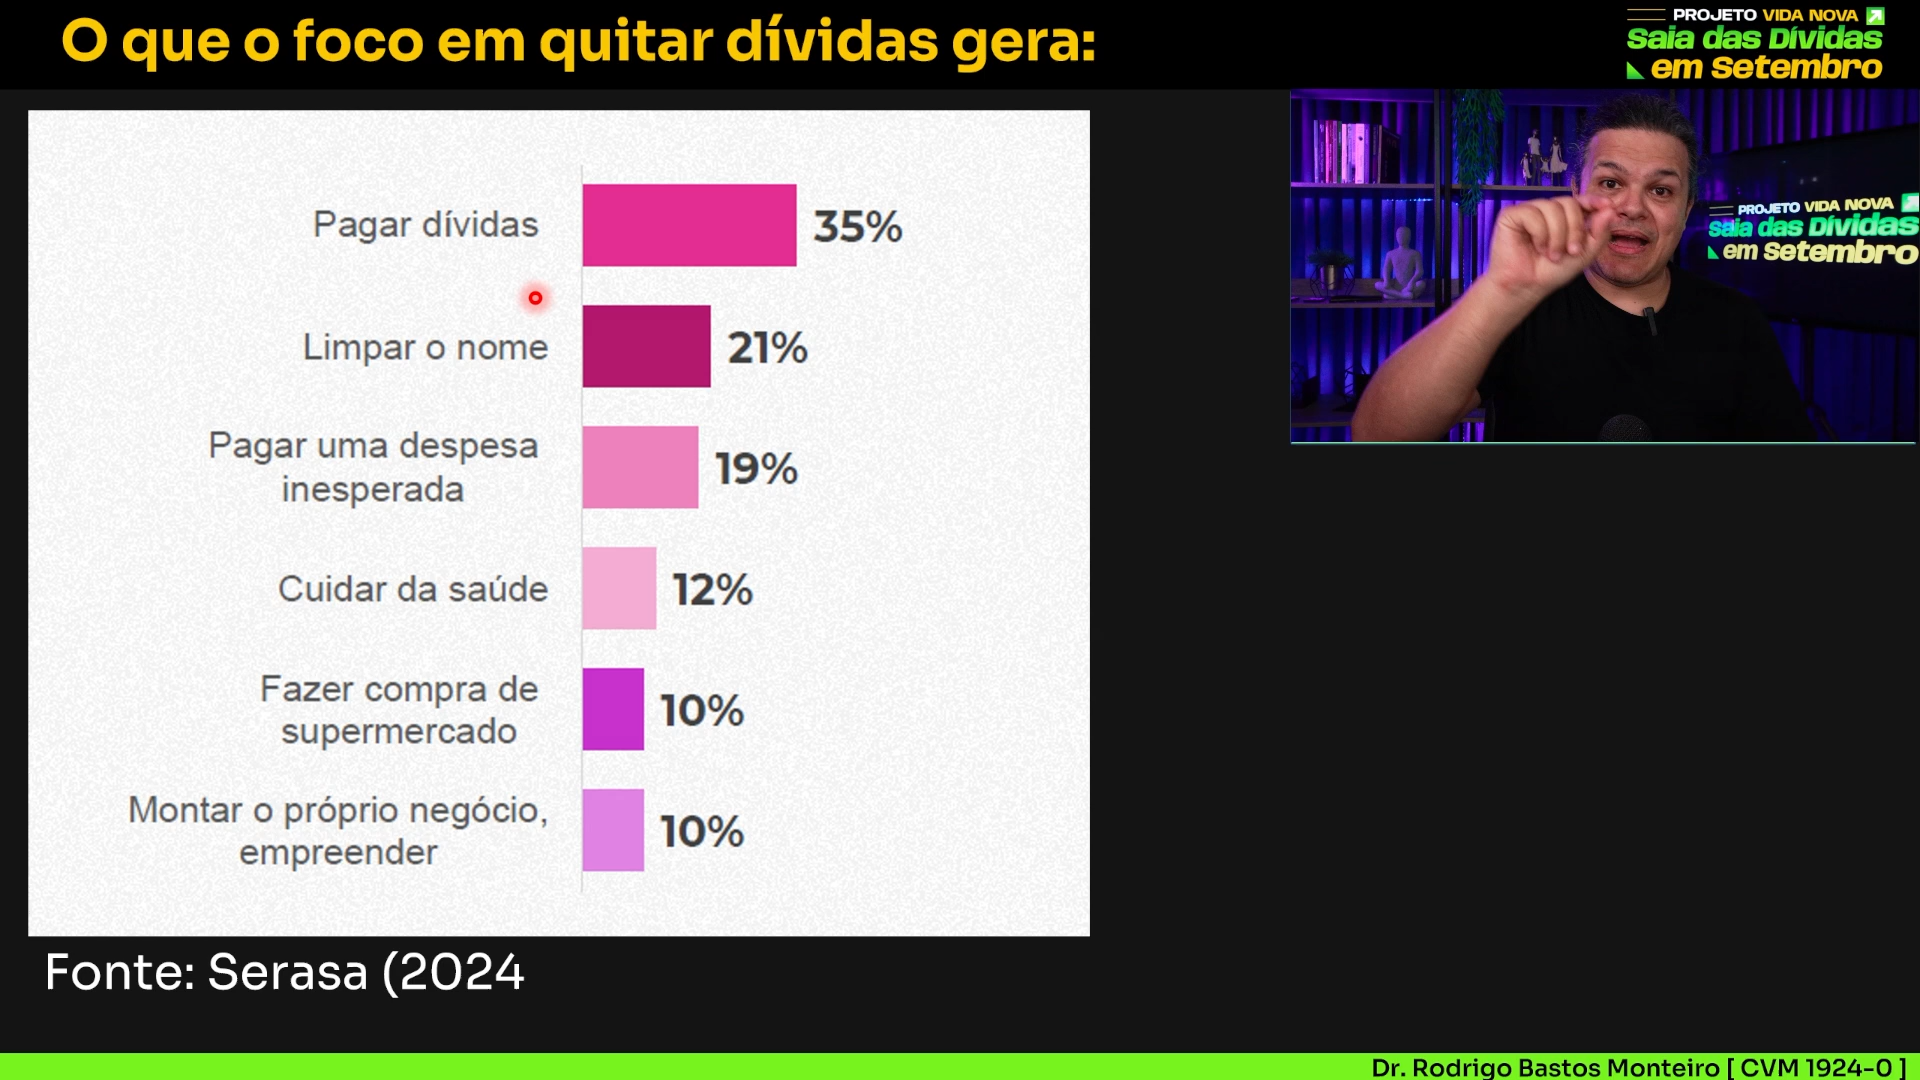 O que o foco em quitar dívidas gera:
PROJETO VIDA NOVA
Saia das Dívidas
em Setembro
Pagar dívidas
35%
Limpar o nome
21%
Pagar uma despesa
inesperada
19%
Cuidar da saúde
12%
Fazer compra de
supermercado
10%
Montar o próprio negócio,
empreender
10%
PROJETO VIDA NOVA
saia das Dívidas
em Setembro
Fonte: Serasa (2024
Dr. Rodrigo Bastos Monteiro [ CVM 1924-0 ]